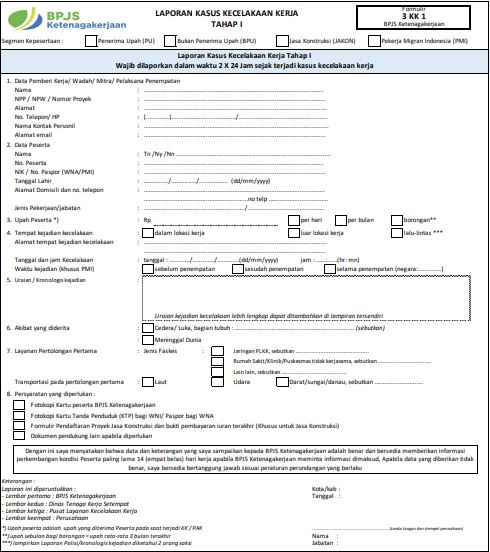 BPJS
Ketenagakerjaan
LAPORAN KASUS KECELAKAAN KERJA
TAHAP I
Formulir
3 KK 1
BPJS Ketenagakerjaan
Segmen Kepesertaan : Penerima Upah (PU) Bukan Penerima Upah (BPU) Jasa Konstruksi (JAKON) Pekerja Migran Indonesia (PMI)
Laporan Kasus Kecelakaan Kerja Tahap I
Wajib dilaporkan dalam waktu 2 X 24 Jam sejak terjadi kasus kecelakaan kerja
1. Data Pemberi Kerja/ Wadah/ Mitra/ Pelaksana Penempatan
Nama :
NPP / NPW / Nomor Proyek :
Alamat :
No. Telepon/ HP : (............)................................/
Nama Kontak Personil :
Alamat email :
2. Data Peserta
Nama : Tn /Ny /Nn
No. Peserta :
NIK / No. Paspor (WNA/PMI) :
Tanggal Lahir : ........../........../........... (dd/mm/yyyy)
Alamat Domisili dan no. telepon :
no telp
Jenis Pekerjaan/jabatan : /
3. Upah Peserta *) : Rp per hari per bulan borongan**
4. Tempat kejadian kecelakaan : dalam lokasi kerja luar lokasi kerja lalu-lintas ***
Alamat tempat kejadian kecelakaan :
Tanggal dan jam Kecelakaan : tanggal : ........./........./.........(dd/mm/yyyy) jam : .......:.......(hr: mn)
Waktu kejadian (khusus PMI) : sebelum penempatan sesudah penempatan selama penempatan (negara:............)
5. Uraian / Kronologis kejadian :
Uraian kejadian kecelakaan lebih lengkap dapat ditambahkan di lampiran tersendiri
6. Akibat yang diderita : Cedera/ Luka, bagian tubuh : (sebutkan)
: Meninggal Dunia
7. Layanan Pertolongan Pertama : Jenis Faskes : Jaringan PLKK, sebutkan
Rumah Sakit/Klinik/Puskesmas tidak kerjasama, sebutkan
Lain lain, sebutkan
Transportasi pada pertolongan pertama : Laut Udara Darat/sungai/danau, sebutkan
8. Persyaratan yang diperlukan :
Fotokopi Kartu peserta BPJS Ketenagakerjaan
Fotokopi Kartu Tanda Penduduk (KTP) bagi WNI/ Paspor bagi WNA
Formulir Pendaftaran Proyek Jasa Konstruksi dan bukti pembayaran iuran terakhir (Khusus untuk Jasa Konstruksi)
Dokumen pendukung lain apabila diperlukan
Dengan ini saya menyatakan bahwa data dan keterangan yang saya sampaikan kepada BPJS Ketenagakerjaan adalah benar dan bersedia memberikan informasi
perkembangan kondisi Peserta paling lama 14 (empat belas) hari kerja apabila BPJS Ketenagakerjaan meminta informasi dimaksud, Apabila data yang diberikan tidak
benar, saya bersedia bertanggung jawab sesuai peraturan perundangan yang berlaku
Keterangan :
Laporan ini diperuntukan : Kota/kab :
- Lembar pertama : BPJS Ketenagakerjaan Tanggal :
- Lembar kedua : Dinas Tenaga Kerja Setempat
- Lembar ketiga : Pusat Layanan Kecelakaan Kerja
- Lembar keempat : Perusahaan
*) Upah peserta adalah upah yang diterima Peserta pada saat terjadi KK / PAK (tanda tangan dan stempel perusahaan)
**)upah sebulan bagi borongan = upah rata-rata 3 bulan terakhir Nama :
***)lampirkan Laporan Polisi/kronologis kejadian diketahui 2 orang saksi Jabatan :